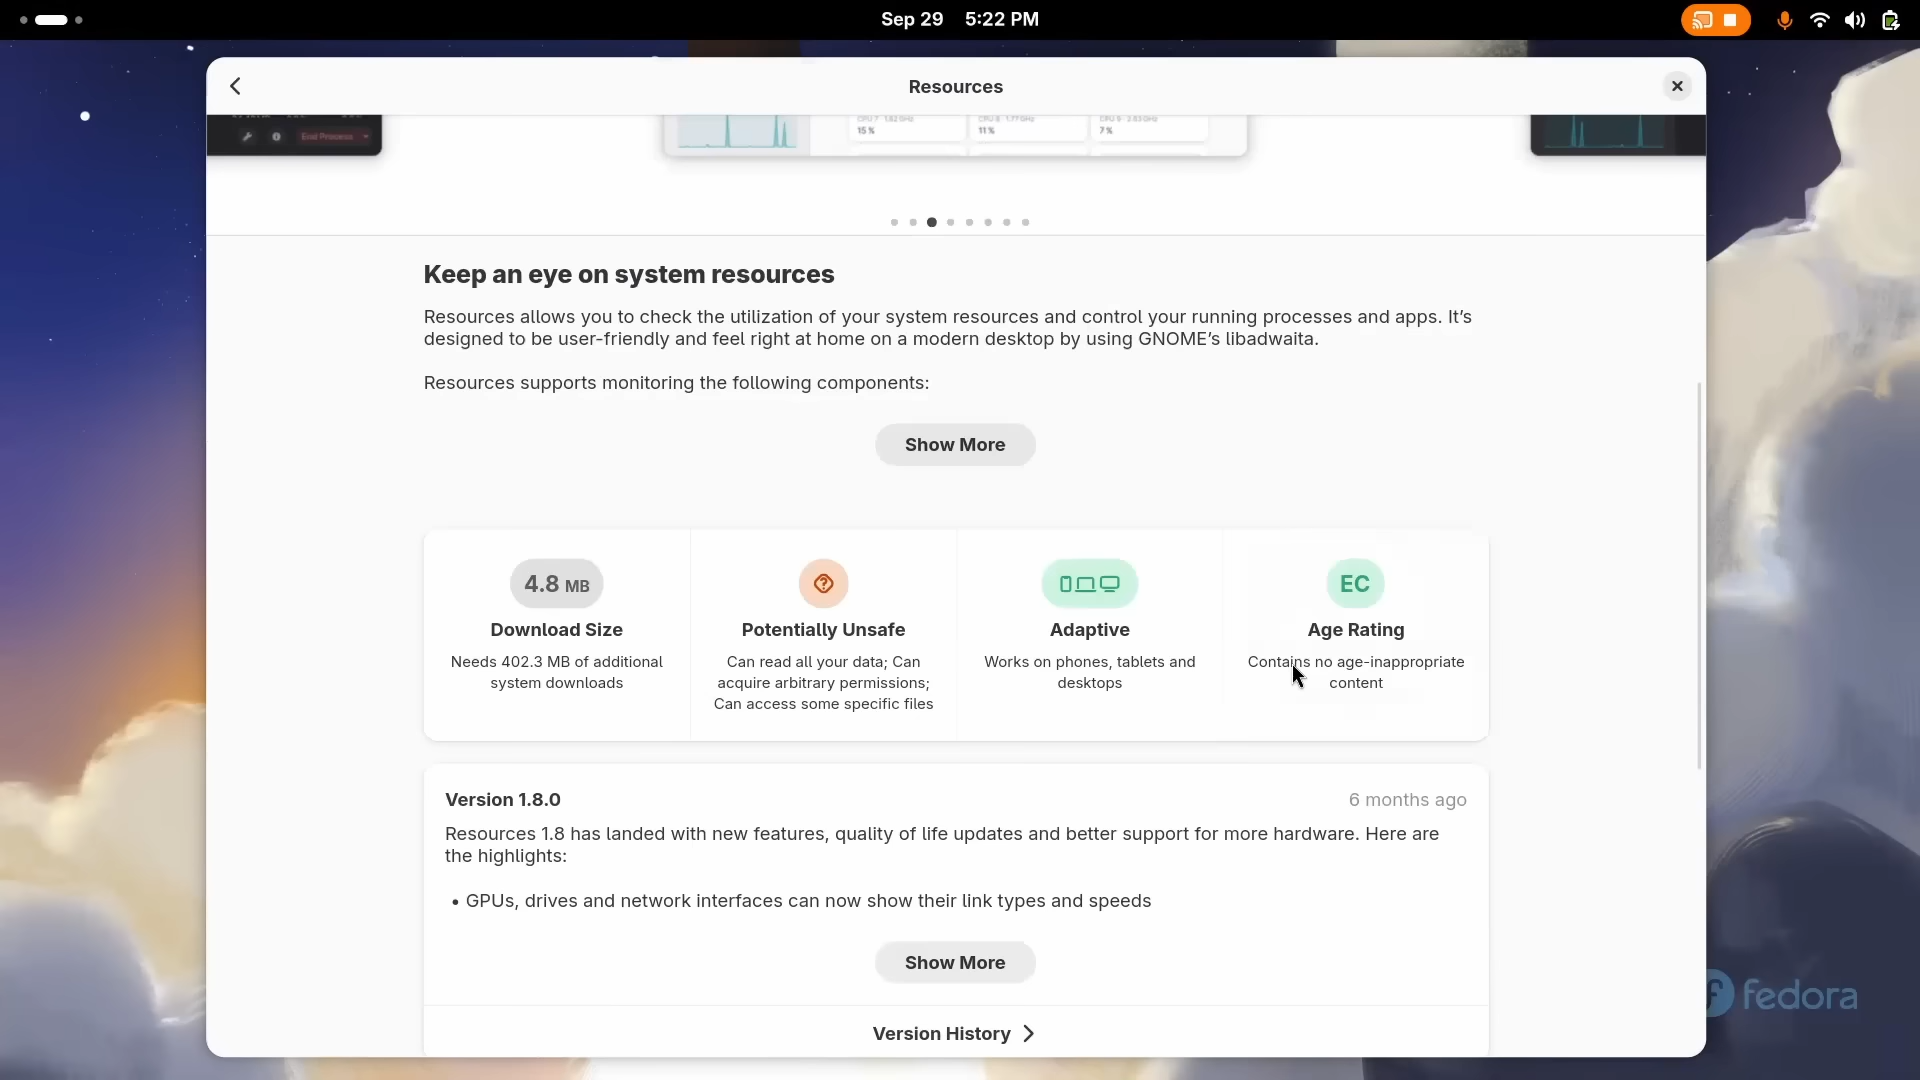 Sep 29 5:22 PM
Resources
End Process
15 %
11 %
7 %
Keep an eye on system resources
Resources allows you to check the utilization of your system resources and control your running processes and apps. It’s
designed to be user-friendly and feel right at home on a modern desktop by using GNOME’s libadwaita.
Resources supports monitoring the following components:
Show More
4.8 MB
Download Size
Needs 402.3 MB of additional
system downloads
Potentially Unsafe
Can read all your data; Can
acquire arbitrary permissions;
Can access some specific files
Adaptive
Works on phones, tablets and
desktops
EC
Age Rating
Contains no age-inappropriate
content
Version 1.8.0
6 months ago
Resources 1.8 has landed with new features, quality of life updates and better support for more hardware. Here are
the highlights:
• GPUs, drives and network interfaces can now show their link types and speeds
Show More
Version History
fedora